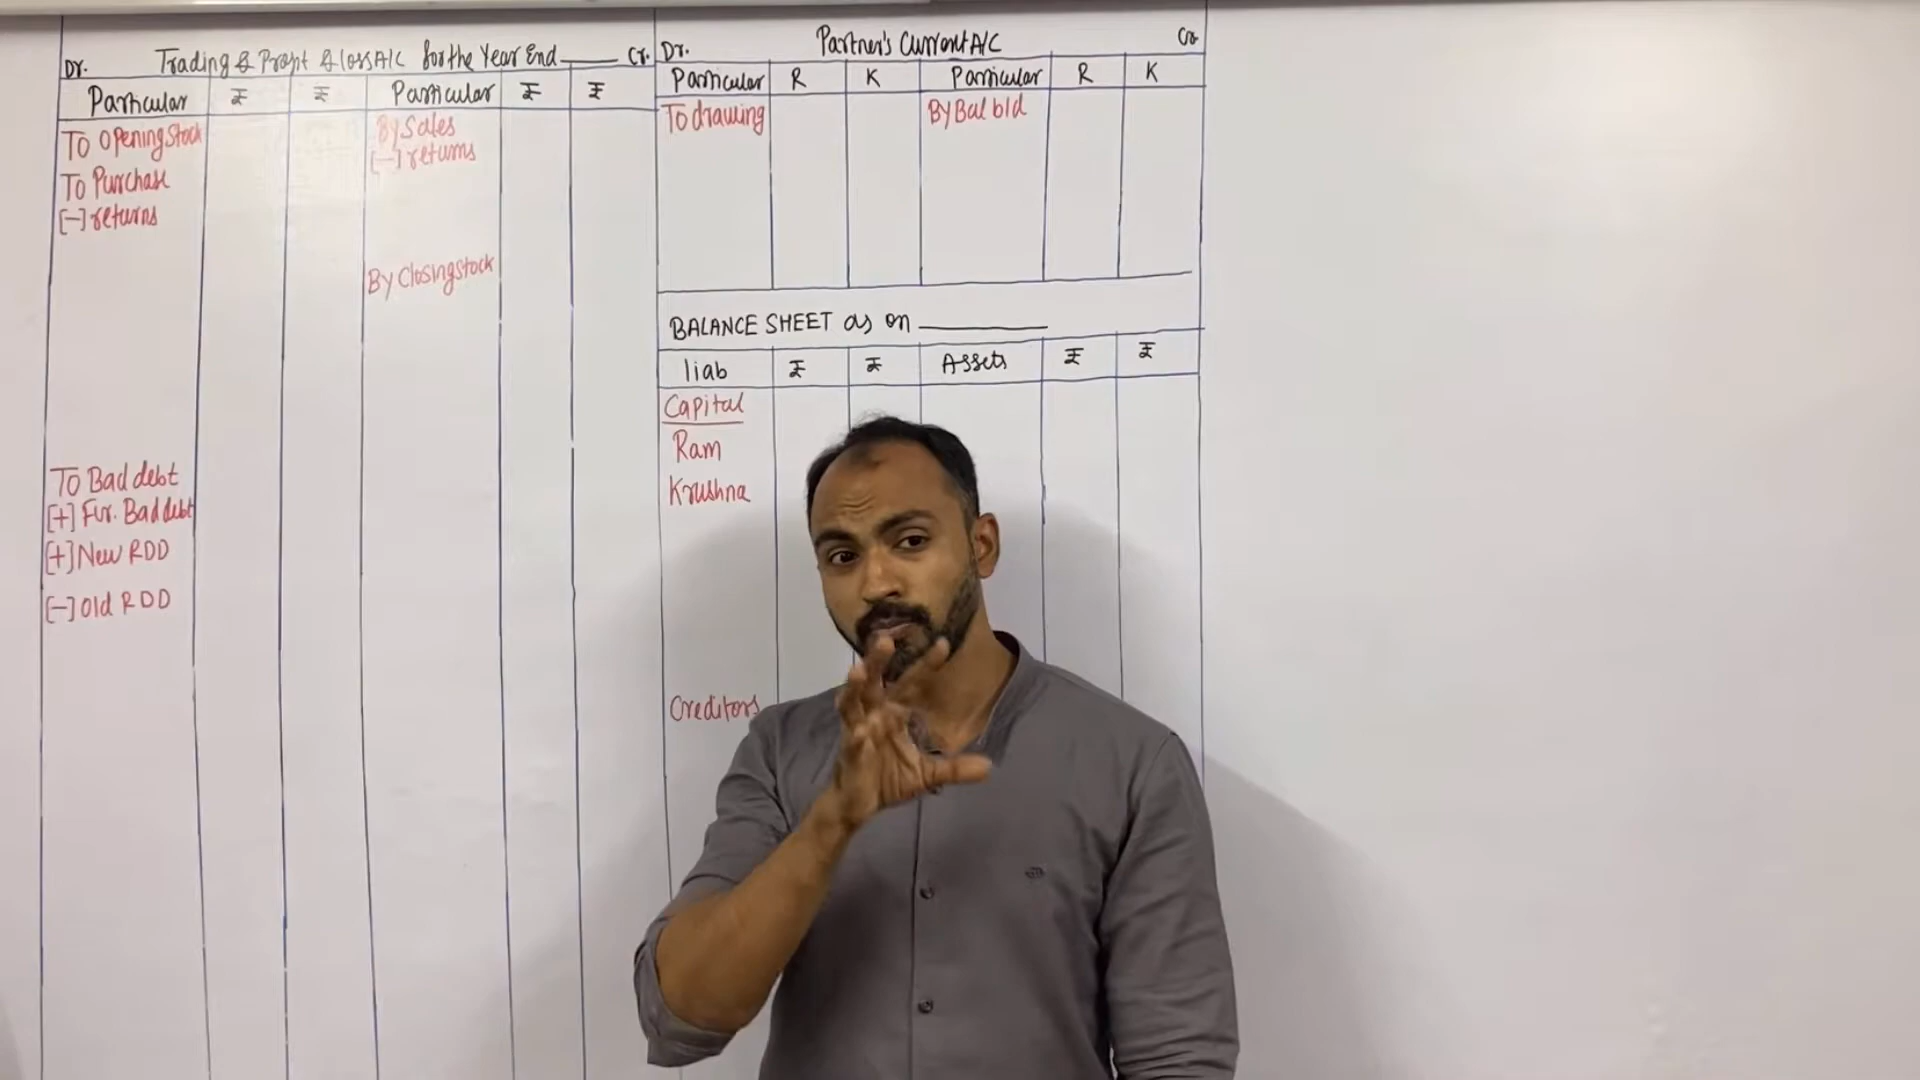 Dr. Trading & Profit & Loss A/C for the Year End ______ Cr.
Particular ₹ ₹ Particular ₹ ₹
To Opening Stock
To Purchase
[-] returns
By Sales
[-] returns
By Closing stock
To Bad debt
[+] Fur. Bad debt
[+] New RDD
[-] Old RDD
Dr. Partner's Current A/C Cr
Particular R K Particular R K
To drawing By Bal b/d
BALANCE SHEET as on ______
liab ₹ ₹ Assets ₹ ₹
Capital
Ram
Krushna
Creditors